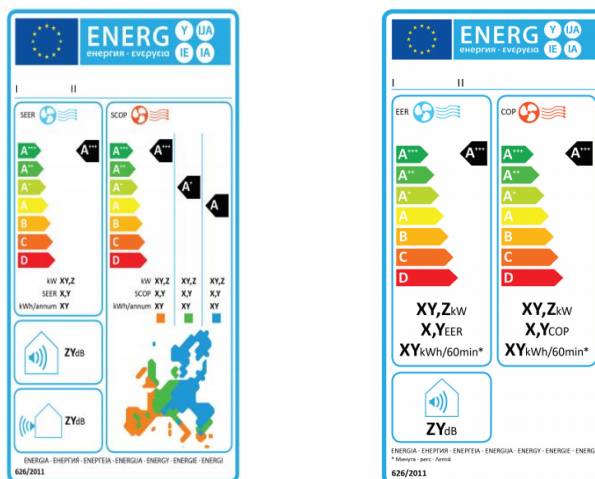 ENERG Y IJA
енергия · ενεργεια IE IA
I II
SEER
A+++
A++
A+
A
B
C
D
A+++
kW XY,Z
SEER X,Y
kWh/annum XY
SCOP
A+++
A++
A+
A
B
C
D
A+++
A+
A
kW XY,Z XY,Z XY,Z
SCOP X,Y X,Y X,Y
kWh/annum XY XY XY
ZYdB
ZYdB
ENERGIA · ЕНЕРГИЯ · ΕΝΕΡΓΕΙΑ · ENERGIJA · ENERGY · ENERGIE · ENERGI
626/2011
ENERG Y IJA
енергия · ενεργεια IE IA
I II
EER
A+++
A++
A+
A
B
C
D
A+++
XY,ZkW
X,YEER
XYkWh/60min*
COP
A+++
A++
A+
A
B
C
D
A+++
XY,ZkW
X,YCOP
XYkWh/60min*
ZYdB
ENERGIA · ЕНЕРГИЯ · ΕΝΕΡΓΕΙΑ · ENERGIJA · ENERGY · ENERGIE · ENERG
626/2011